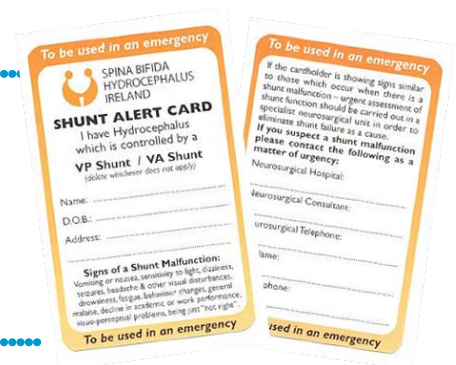 To be used in an emergency
SPINA BIFIDA
HYDROCEPHALUS
IRELAND
SHUNT ALERT CARD
I have Hydrocephalus
which is controlled by a
VP Shunt / VA Shunt
(delete whichever does not apply)
Name:
D.O.B.:
Address:
Signs of a Shunt Malfunction:
Vomiting or nausea, sensitivity to light, dizziness,
seizures, headache & other visual disturbances,
drowsiness, fatigue, behaviour changes, general
malaise, decline in academic or work performance,
visuo-perceptual problems, being just "not right".
To be used in an emergency
To be used in an emergency
If the cardholder is showing signs similar
to those which occur when there is a
shunt malfunction – urgent assessment of
shunt function should be carried out in a
specialist neurosurgical unit in order to
eliminate shunt failure as a cause.
If you suspect a shunt malfunction
please contact the following as a
matter of urgency:
Neurosurgical Hospital:
Neurosurgical Consultant:
urosurgical Telephone:
lame:
phone:
used in an emergency